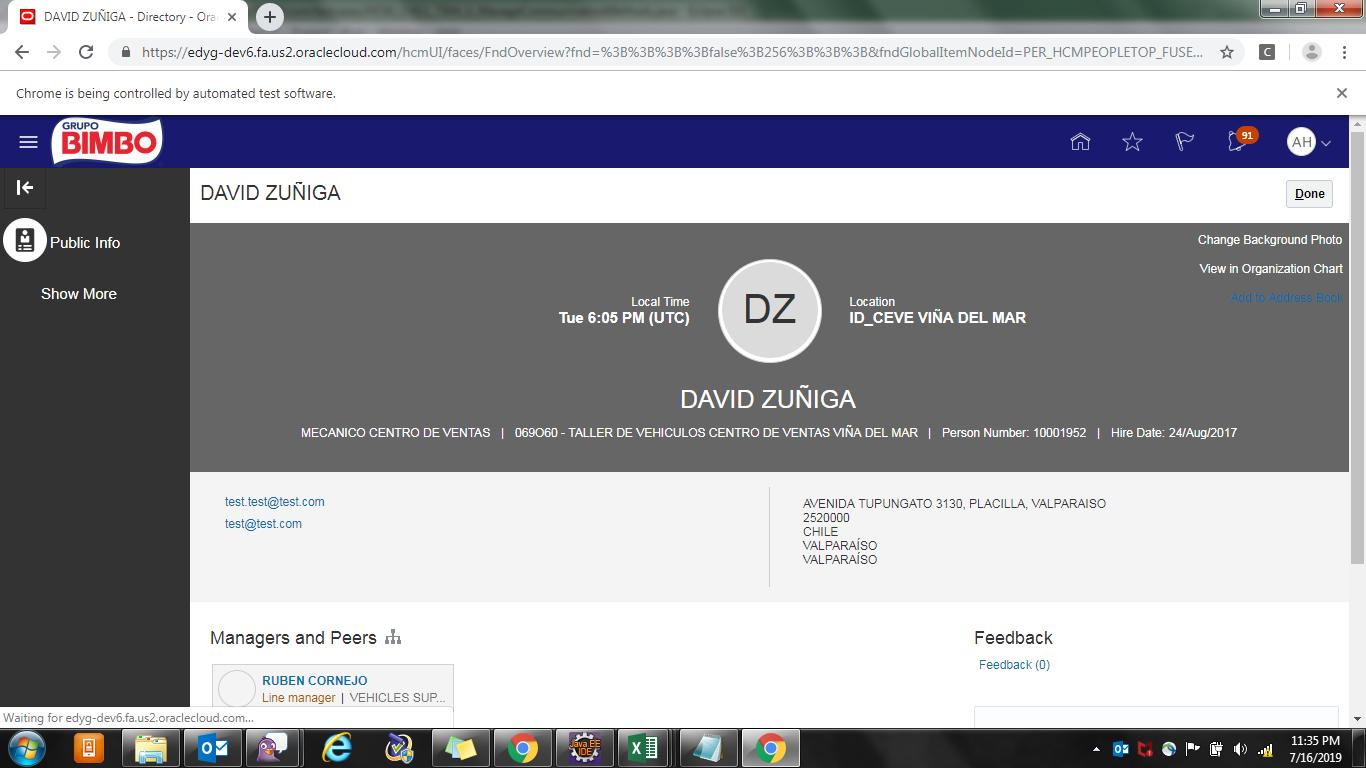 DAVID ZUÑIGA - Directory - Ora
https://edyg-dev6.fa.us2.oraclecloud.com/hcmUI/faces/FndOverview?fnd=%3B%3B%3B%3Bfalse%3B256%3B%3B%3B&fndGlobalItemNodeId=PER_HCMPEOPLETOP_FUSE...
C
Chrome is being controlled by automated test software.
GRUPO
BIMBO
91
AH
DAVID ZUÑIGA
Done
Public Info
Show More
Change Background Photo
View in Organization Chart
Add to Address Book
Local Time
Tue 6:05 PM (UTC)
DZ
Location
ID_CEVE VIÑA DEL MAR
DAVID ZUÑIGA
MECANICO CENTRO DE VENTAS | 069O60 - TALLER DE VEHICULOS CENTRO DE VENTAS VIÑA DEL MAR | Person Number: 10001952 | Hire Date: 24/Aug/2017
test.test@test.com
test@test.com
AVENIDA TUPUNGATO 3130, PLACILLA, VALPARAISO
2520000
CHILE
VALPARAÍSO
VALPARAÍSO
Managers and Peers
RUBEN CORNEJO
Line manager | VEHICLES SUP...
Feedback
Feedback (0)
Waiting for edyg-dev6.fa.us2.oraclecloud.com...
Java EE
IDE
11:35 PM
7/16/2019